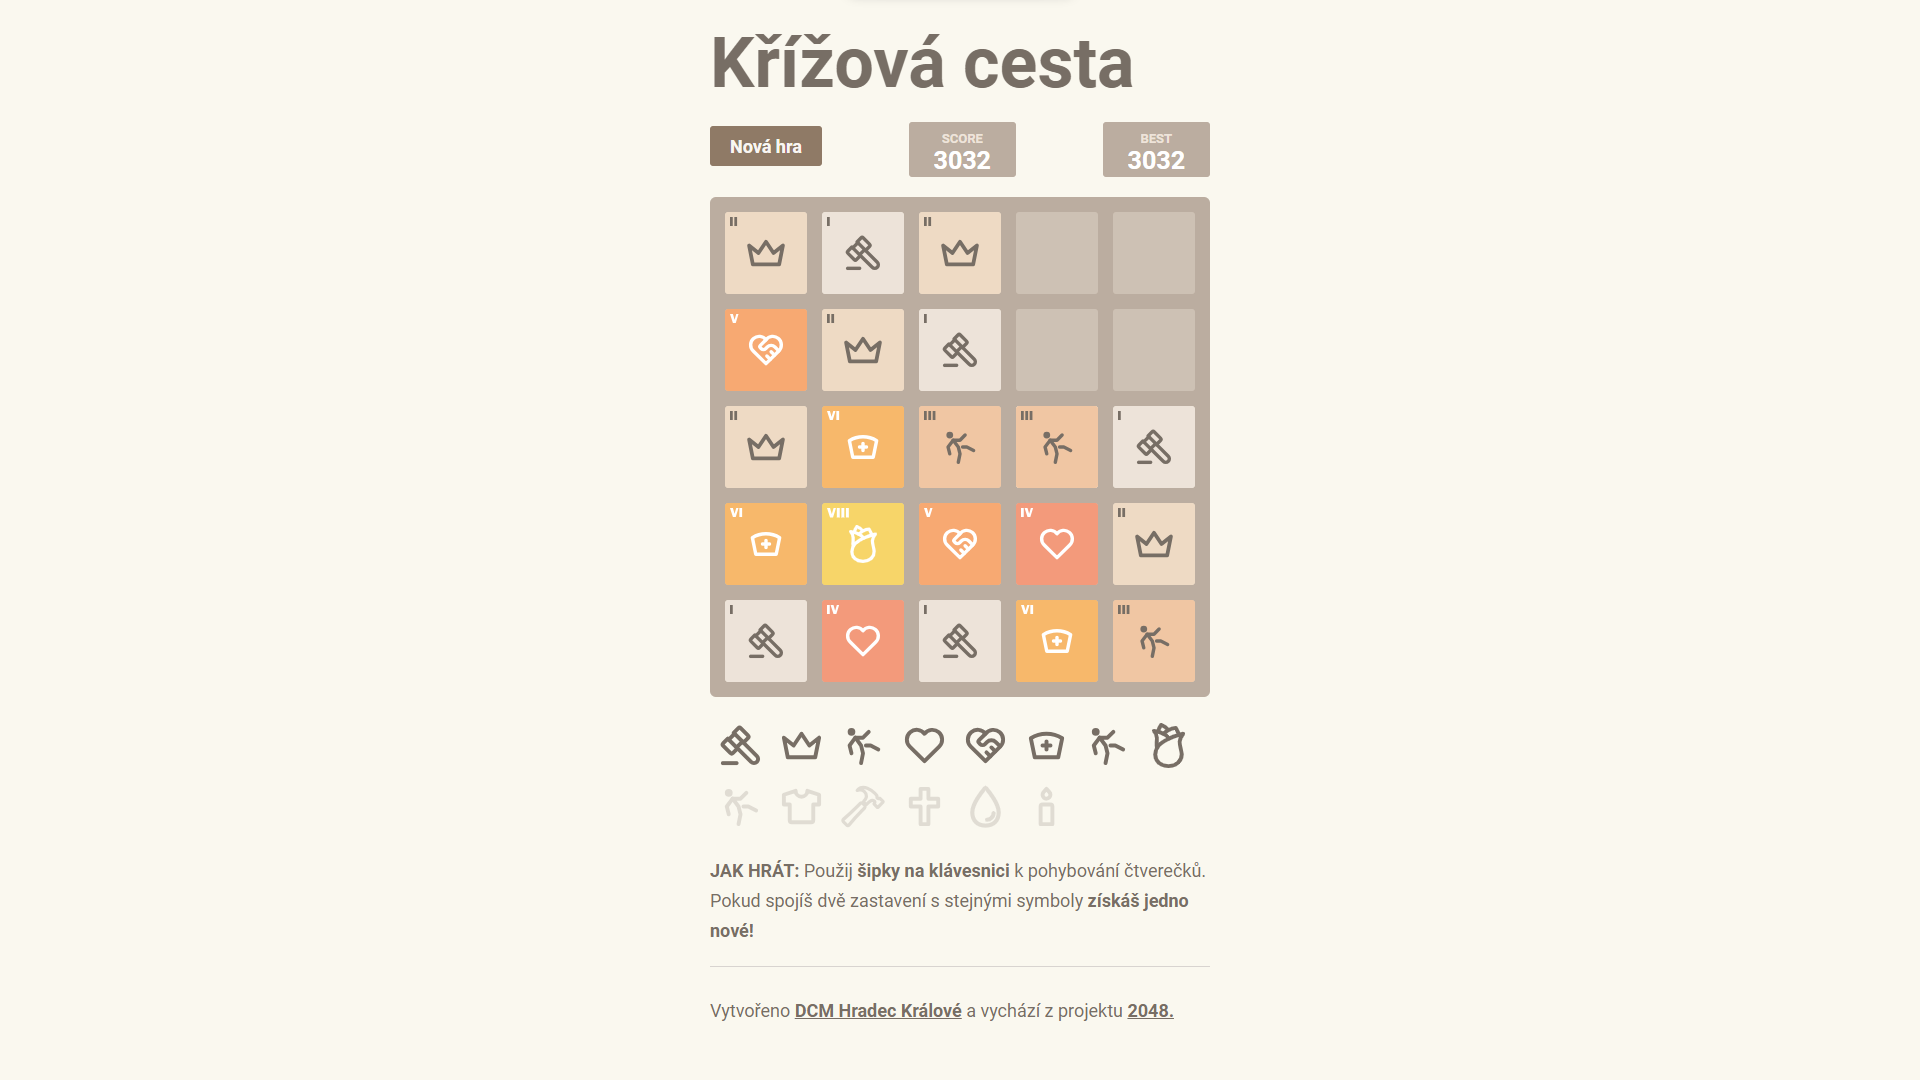 Křížová cesta
Nová hra
SCORE
3032
BEST
3032
II I II
V II I
II VI III III I
VI VIII V IV II
I IV I VI III
JAK HRÁT: Použij šipky na klávesnici k pohybování čtverečků.
Pokud spojíš dvě zastavení s stejnými symboly získáš jedno
nové!
Vytvořeno DCM Hradec Králové a vychází z projektu 2048.